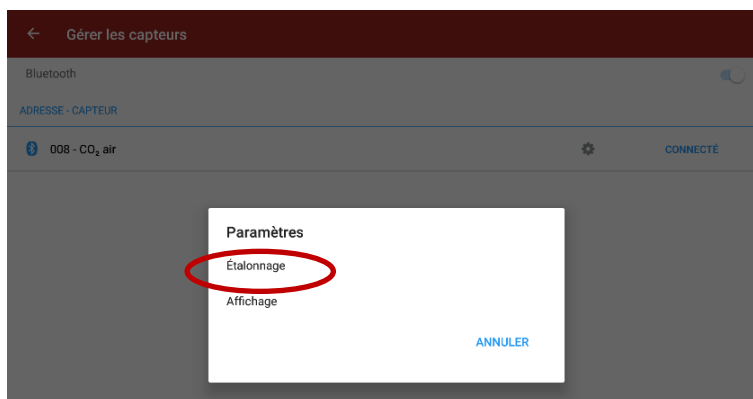 Gérer les capteurs
Bluetooth
ADRESSE - CAPTEUR
008 - CO₂ air
CONNECTÉ
Paramètres
Étalonnage
Affichage
ANNULER